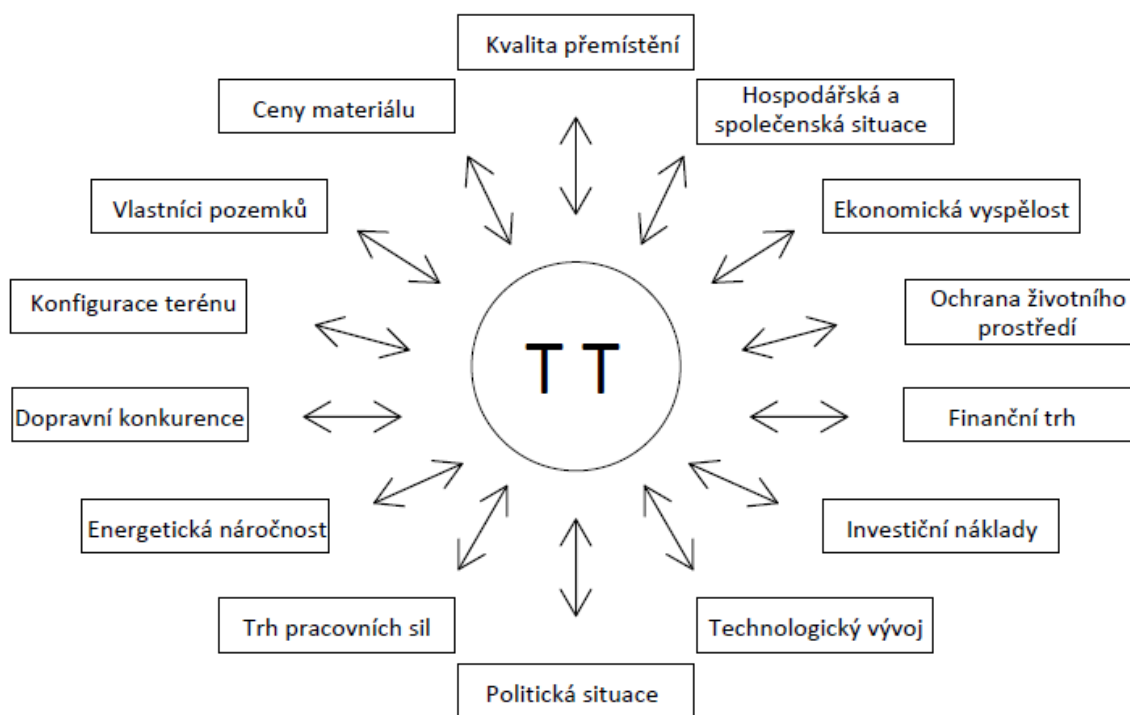 Kvalita přemístění
Ceny materiálu
Hospodářská a
společenská situace
Vlastníci pozemků
Ekonomická vyspělost
Konfigurace terénu
Ochrana životního
prostředí
T T
Dopravní konkurence
Finanční trh
Energetická náročnost
Investiční náklady
Trh pracovních sil
Technologický vývoj
Politická situace